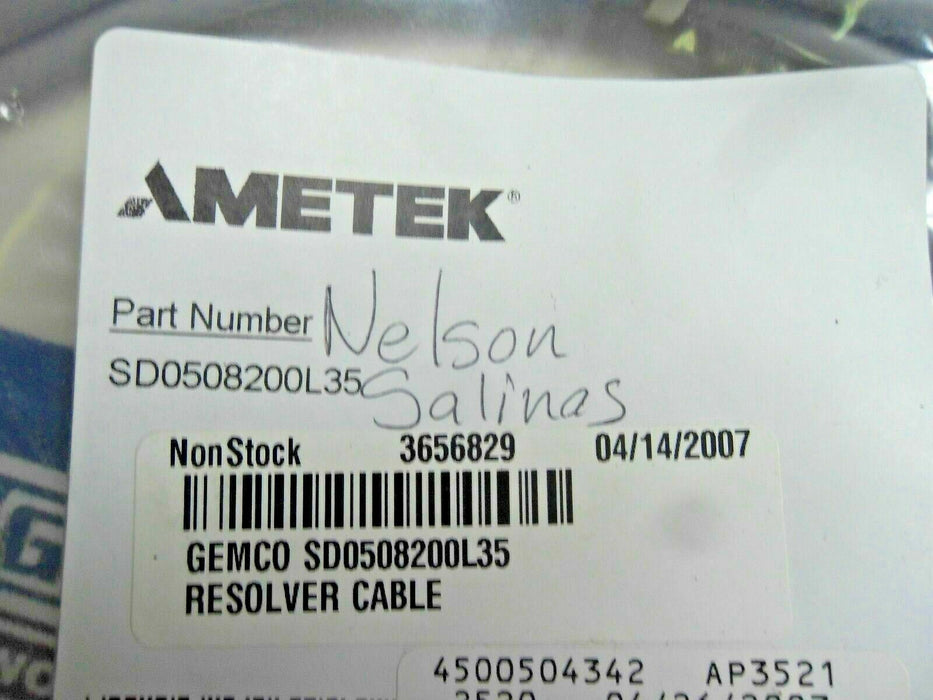 AMETEK®
Part Number Nelson
SD0508200L35 Salinas
NonStock 3656829 04/14/2007
GEMCO SD0508200L35
RESOLVER CABLE
4500504342 AP3521
G